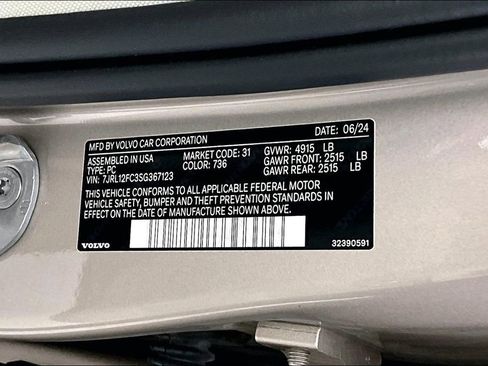 MFD BY VOLVO CAR CORPORATION DATE: 06/24
ASSEMBLED IN USA MARKET CODE: 31 GVWR: 4915 LB
TYPE: PC COLOR: 736 GAWR FRONT: 2515 LB
VIN: 7JRL12FC3SG367123 GAWR REAR: 2515 LB
THIS VEHICLE CONFORMS TO ALL APPLICABLE FEDERAL MOTOR
VEHICLE SAFETY, BUMPER AND THEFT PREVENTION STANDARDS IN
EFFECT ON THE DATE OF MANUFACTURE SHOWN ABOVE.
VOLVO 32390591